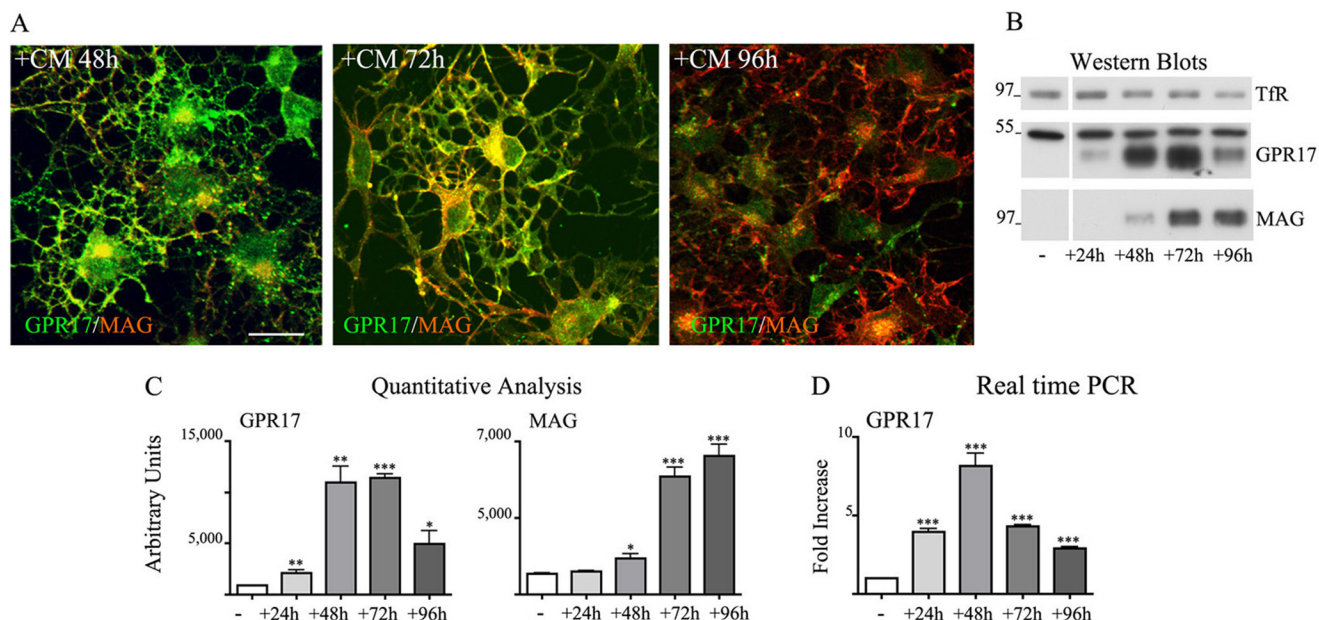 A
+CM 48h
GPR17/MAG
+CM 72h
GPR17/MAG
+CM 96h
GPR17/MAG
B
Western Blots
97
TfR
55
GPR17
97
MAG
- +24h +48h +72h +96h
C
Quantitative Analysis
GPR17
Arbitrary Units
15,000
5,000
**
**
***
*
- +24h +48h +72h +96h
MAG
7,000
5,000
*
***
***
- +24h +48h +72h +96h
D
Real time PCR
GPR17
Fold Increase
10
5
***
***
***
***
- +24h +48h +72h +96h